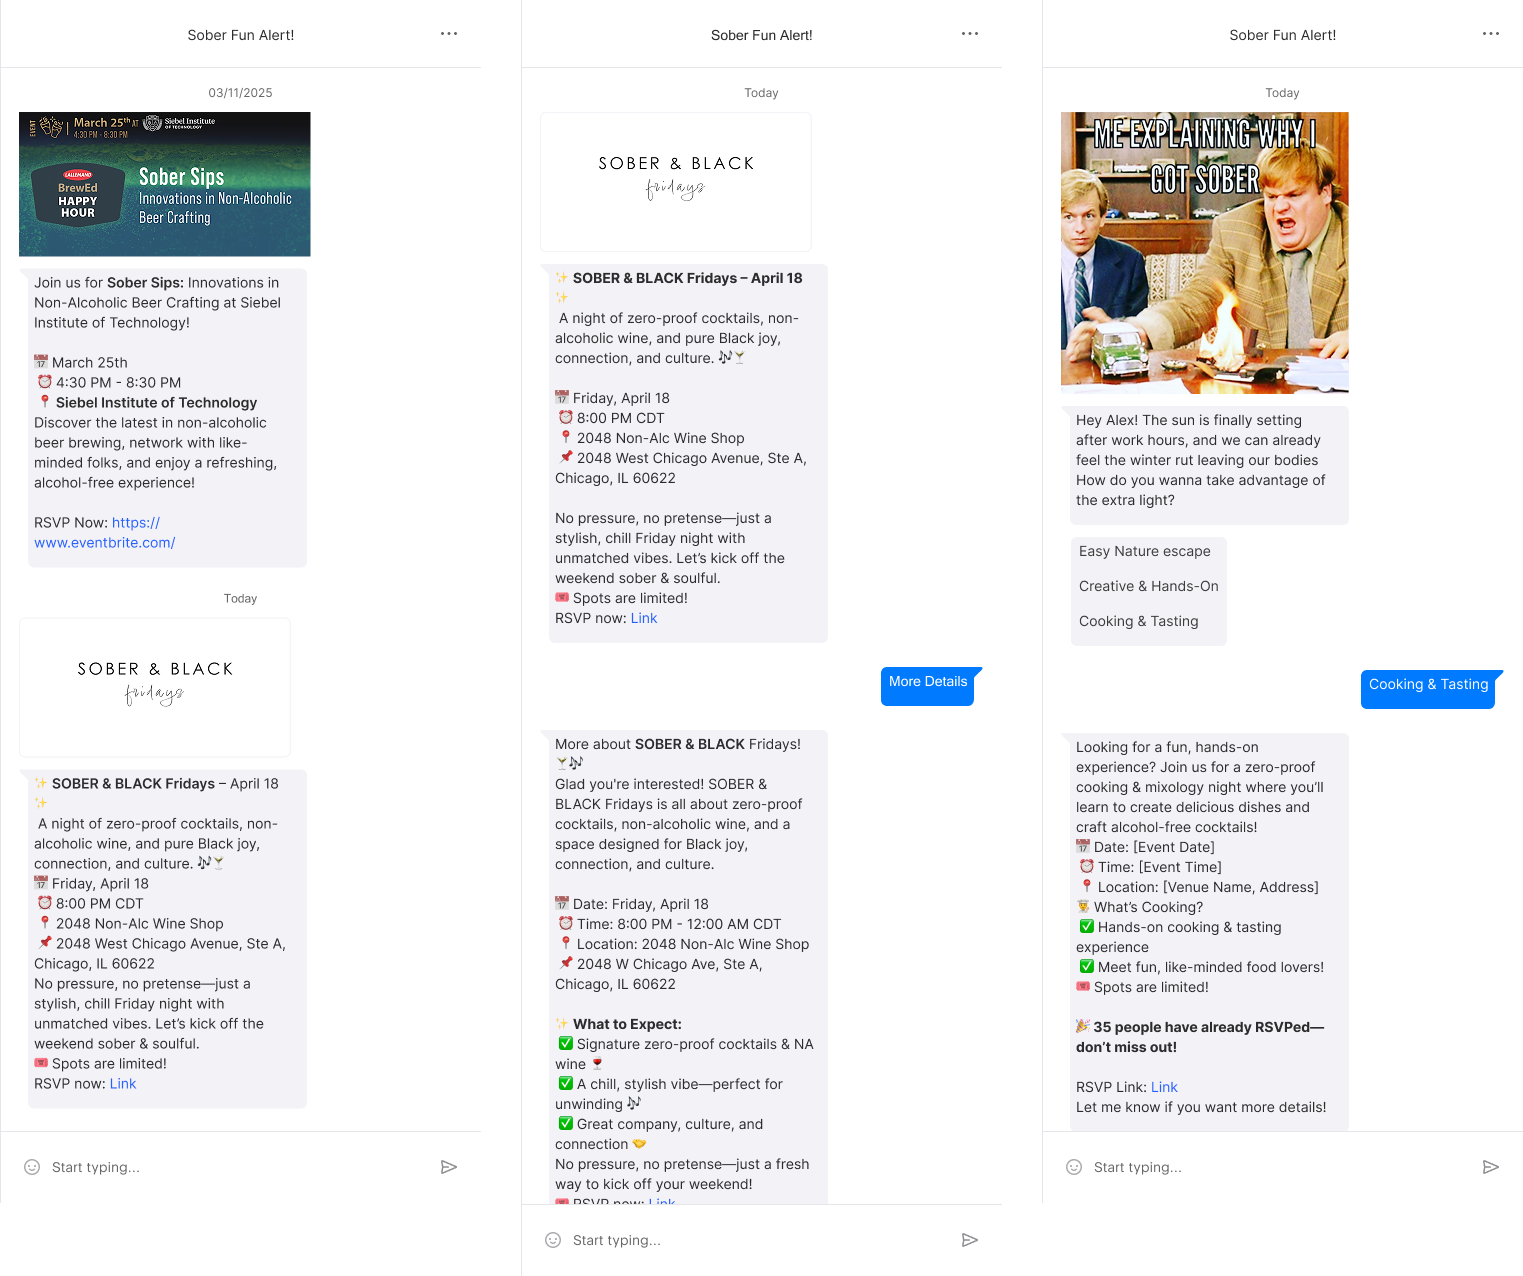 Sober Fun Alert!
03/11/2025
EVENT
March 25th AT
4:30 PM - 8:30 PM
Siebel Institute
OF TECHNOLOGY
LALLEMAND
BrewEd
HAPPY
HOUR
Sober Sips
Innovations in Non-Alcoholic
Beer Crafting
Join us for Sober Sips: Innovations in
Non-Alcoholic Beer Crafting at Siebel
Institute of Technology!
📅 March 25th
⏰ 4:30 PM - 8:30 PM
📍 Siebel Institute of Technology
Discover the latest in non-alcoholic
beer brewing, network with like-
minded folks, and enjoy a refreshing,
alcohol-free experience!
RSVP Now: https://
www.eventbrite.com/
Today
SOBER & BLACK
fridays
✨ SOBER & BLACK Fridays – April 18
✨
A night of zero-proof cocktails, non-
alcoholic wine, and pure Black joy,
connection, and culture. 🎶🍸
📅 Friday, April 18
⏰ 8:00 PM CDT
📍 2048 Non-Alc Wine Shop
📌 2048 West Chicago Avenue, Ste A,
Chicago, IL 60622
No pressure, no pretense—just a
stylish, chill Friday night with
unmatched vibes. Let’s kick off the
weekend sober & soulful.
🎟 Spots are limited!
RSVP now: Link
Start typing...
Sober Fun Alert!
Today
SOBER & BLACK
fridays
✨ SOBER & BLACK Fridays – April 18
✨
A night of zero-proof cocktails, non-
alcoholic wine, and pure Black joy,
connection, and culture. 🎶🍸
📅 Friday, April 18
⏰ 8:00 PM CDT
📍 2048 Non-Alc Wine Shop
📌 2048 West Chicago Avenue, Ste A,
Chicago, IL 60622
No pressure, no pretense—just a
stylish, chill Friday night with
unmatched vibes. Let’s kick off the
weekend sober & soulful.
🎟 Spots are limited!
RSVP now: Link
More Details
More about SOBER & BLACK Fridays!
🍸🎶
Glad you're interested! SOBER &
BLACK Fridays is all about zero-proof
cocktails, non-alcoholic wine, and a
space designed for Black joy,
connection, and culture.
📅 Date: Friday, April 18
⏰ Time: 8:00 PM - 12:00 AM CDT
📍 Location: 2048 Non-Alc Wine Shop
📌 2048 W Chicago Ave, Ste A,
Chicago, IL 60622
✨ What to Expect:
✅ Signature zero-proof cocktails & NA
wine 🍷
✅ A chill, stylish vibe—perfect for
unwinding 🎶
✅ Great company, culture, and
connection 🤝
No pressure, no pretense—just a fresh
way to kick off your weekend!
🎟 RSVP now: Link
Start typing...
Sober Fun Alert!
Today
ME EXPLAINING WHY I
GOT SOBER
Hey Alex! The sun is finally setting
after work hours, and we can already
feel the winter rut leaving our bodies
How do you wanna take advantage of
the extra light?
Easy Nature escape
Creative & Hands-On
Cooking & Tasting
Cooking & Tasting
Looking for a fun, hands-on
experience? Join us for a zero-proof
cooking & mixology night where you’ll
learn to create delicious dishes and
craft alcohol-free cocktails!
📅 Date: [Event Date]
⏰ Time: [Event Time]
📍 Location: [Venue Name, Address]
👨‍🍳 What’s Cooking?
✅ Hands-on cooking & tasting
experience
✅ Meet fun, like-minded food lovers!
🎟 Spots are limited!
🎉 35 people have already RSVPed—
don’t miss out!
RSVP Link: Link
Let me know if you want more details!
Start typing...